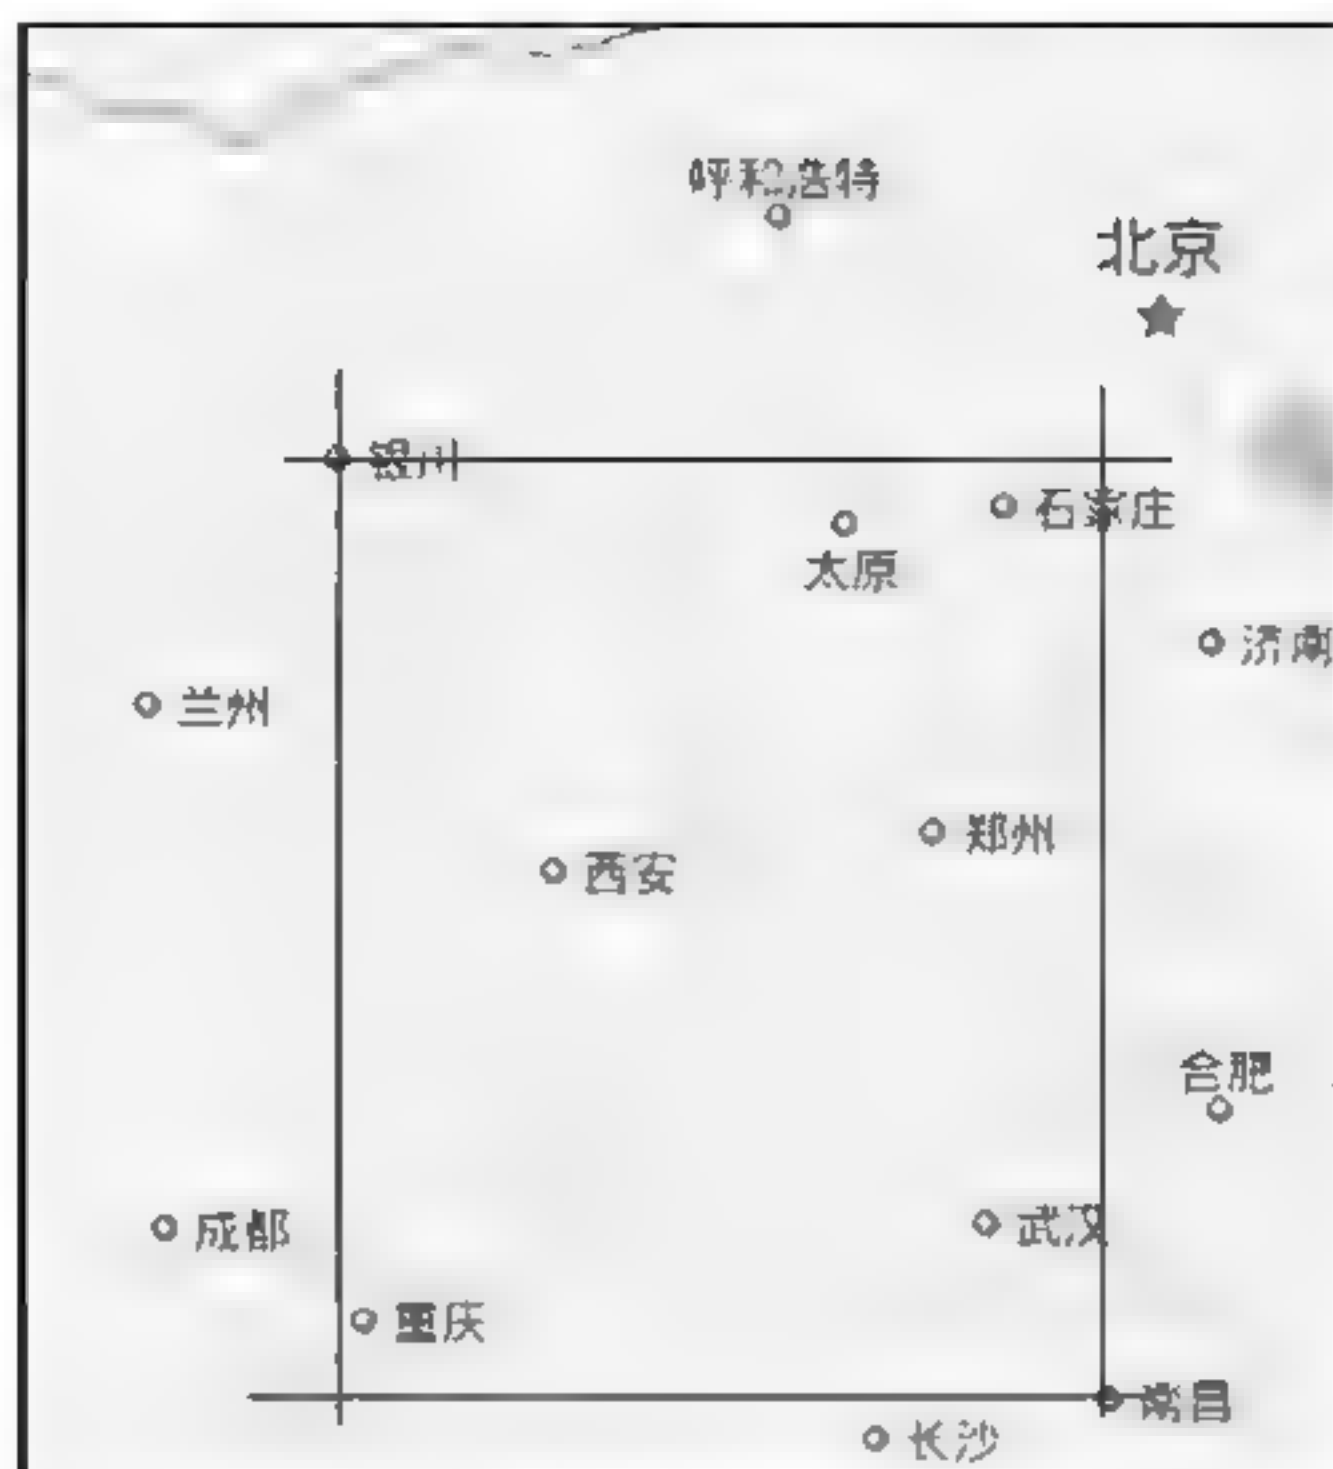 呼和浩特
北京
银川
石家庄
太原
济南
兰州
郑州
西安
合肥
成都
武汉
重庆
南昌
长沙